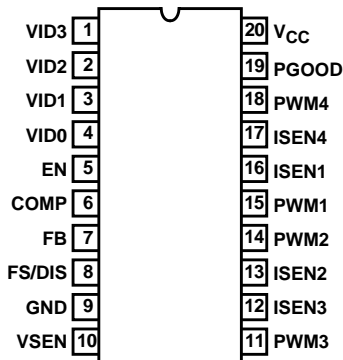 VID3 1 20 VCC
VID2 2 19 PGOOD
VID1 3 18 PWM4
VID0 4 17 ISEN4
EN 5 16 ISEN1
COMP 6 15 PWM1
FB 7 14 PWM2
FS/DIS 8 13 ISEN2
GND 9 12 ISEN3
VSEN 10 11 PWM3